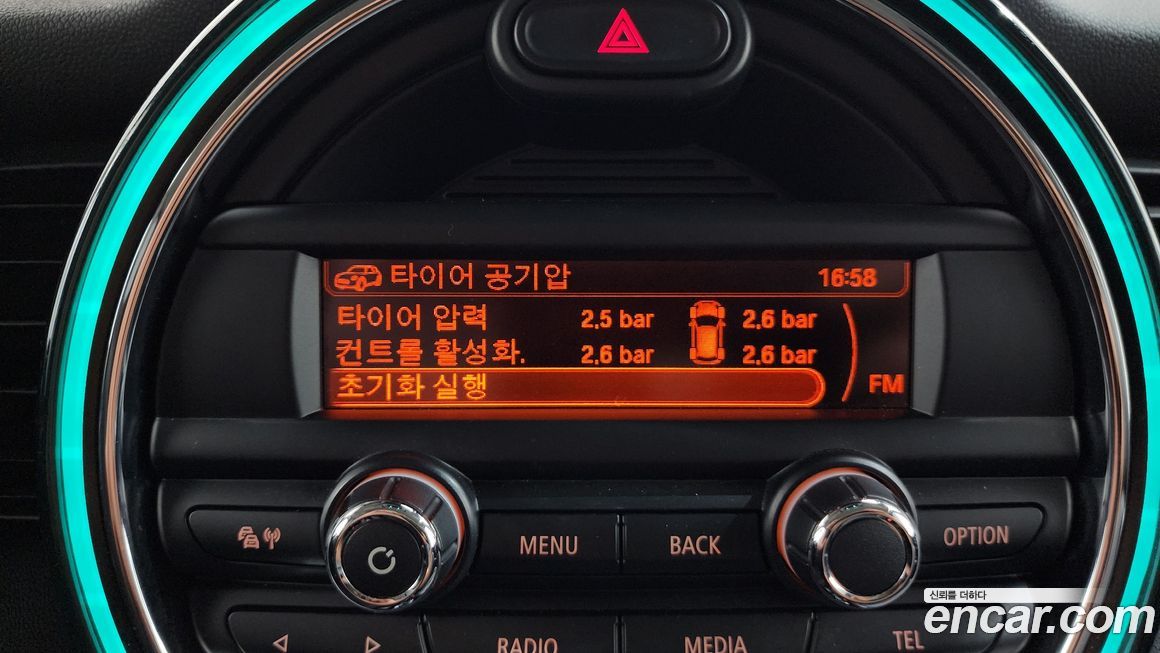 타이어 공기압 16:58
타이어 압력 2.5 bar 2.6 bar
컨트롤 활성화. 2.6 bar 2.6 bar
초기화 실행 FM
MENU BACK OPTION
RADIO MEDIA TEL
신뢰를 더하다
encar.com